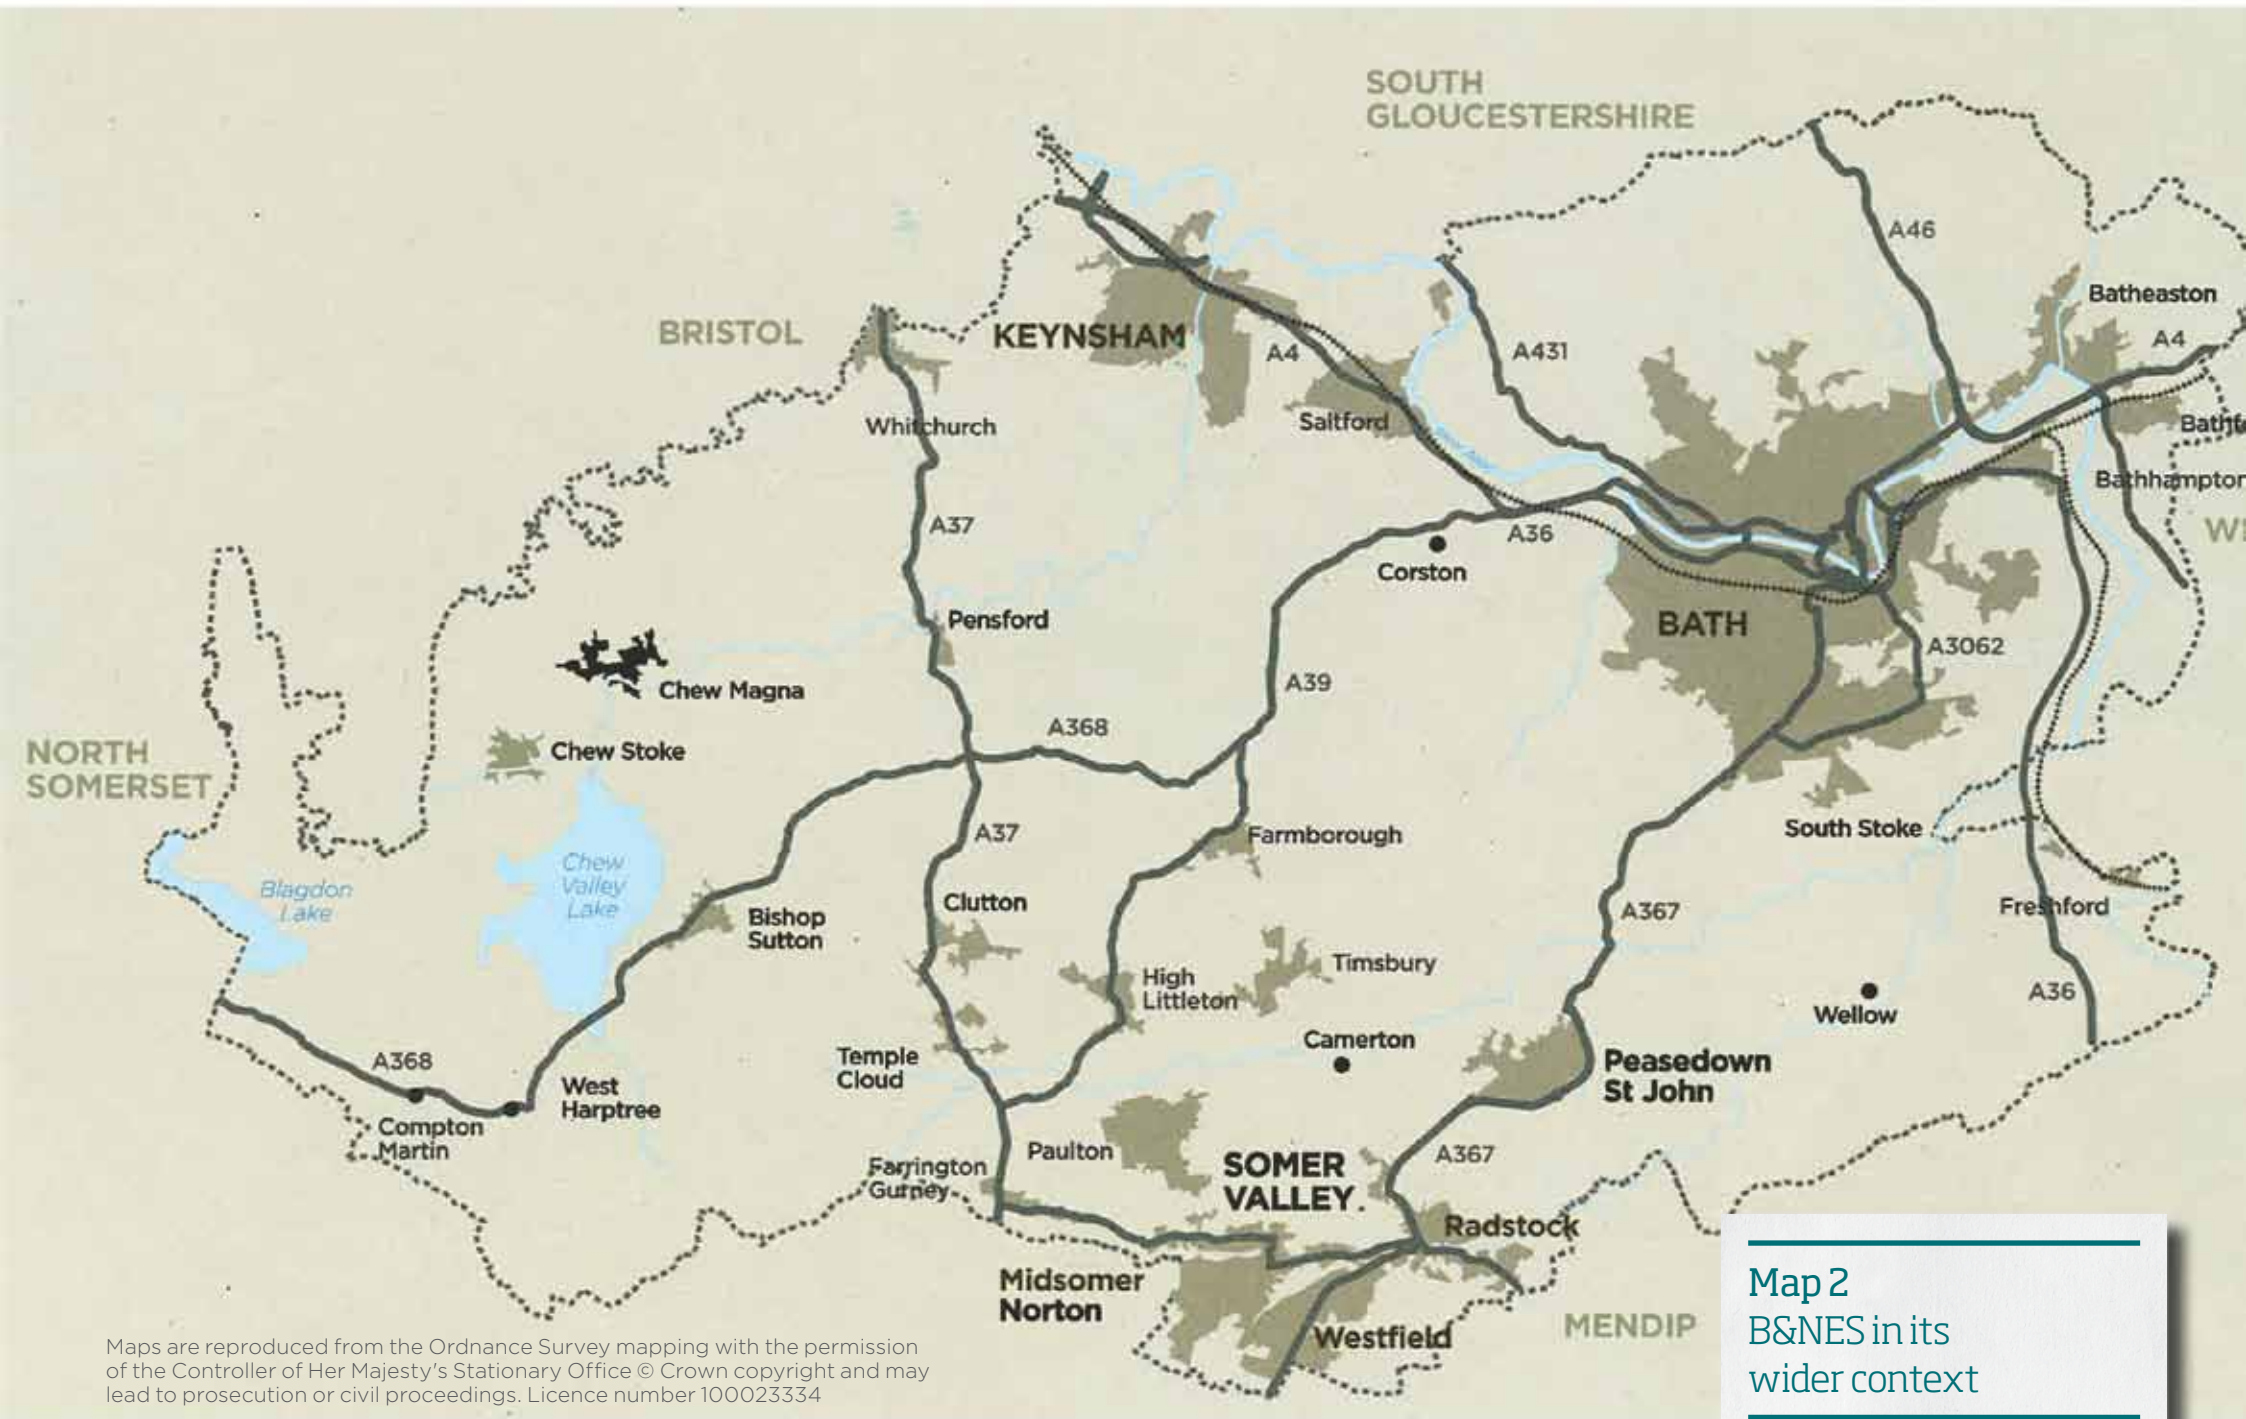 SOUTH
GLOUCESTERSHIRE
A46
Batheaston
A4
BRISTOL
KEYNSHAM
A4
A431
Saltford
Whitchurch
Bathhampton
A37
A36
Corston
Pensford
BATH
A3062
Chew Magna
A39
A368
Chew Stoke
NORTH
SOMERSET
A37
Farmborough
South Stoke
Chew
Valley
Lake
Blagdon
Lake
Clutton
A367
Freshford
Bishop
Sutton
High
Littleton
Timsbury
A36
Wellow
Camerton
Temple
Cloud
A368
Peasedown
St John
West
Harptree
Compton
Martin
Paulton
A367
Farrington
Gurney
SOMER
VALLEY
Radstock
Midsomer
Norton
Westfield
MENDIP
Map 2
B&NES in its
wider context
Maps are reproduced from the Ordnance Survey mapping with the permission
of the Controller of Her Majesty's Stationary Office © Crown copyright and may
lead to prosecution or civil proceedings. Licence number 100023334